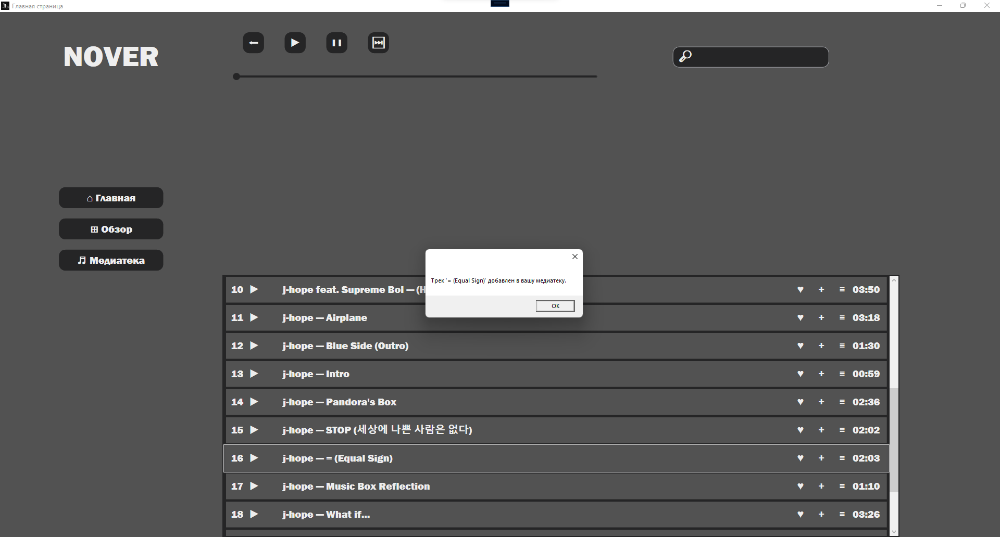 Главная страница
NOVER
⌂ Главная
⊞ Обзор
♬ Медиатека
Трек '= (Equal Sign)' добавлен в вашу медиатеку.
OK
10 ▶ j-hope feat. Supreme Boi — (H ♥ + ≡ 03:50
11 ▶ j-hope — Airplane ♥ + ≡ 03:18
12 ▶ j-hope — Blue Side (Outro) ♥ + ≡ 01:30
13 ▶ j-hope — Intro ♥ + ≡ 00:59
14 ▶ j-hope — Pandora's Box ♥ + ≡ 02:36
15 ▶ j-hope — STOP (세상에 나쁜 사람은 없다) ♥ + ≡ 02:02
16 ▶ j-hope — = (Equal Sign) ♥ + ≡ 02:03
17 ▶ j-hope — Music Box Reflection ♥ + ≡ 01:10
18 ▶ j-hope — What if... ♥ + ≡ 03:26